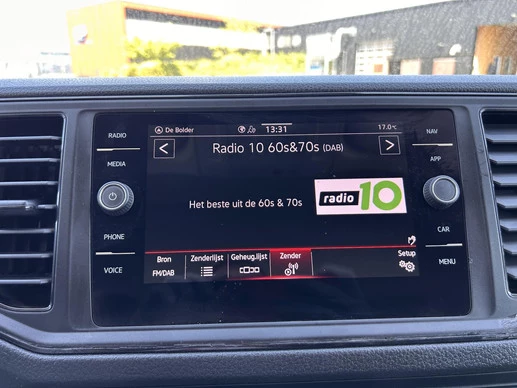 RADIO
MEDIA
PHONE
VOICE
De Bolder 13:31 17.0°C
< Radio 10 60s&70s (DAB) >
Het beste uit de 60s & 70s
radio 10
Bron Zenderlijst Geheug.lijst Zender Setup
FM/DAB
NAV
APP
CAR
MENU